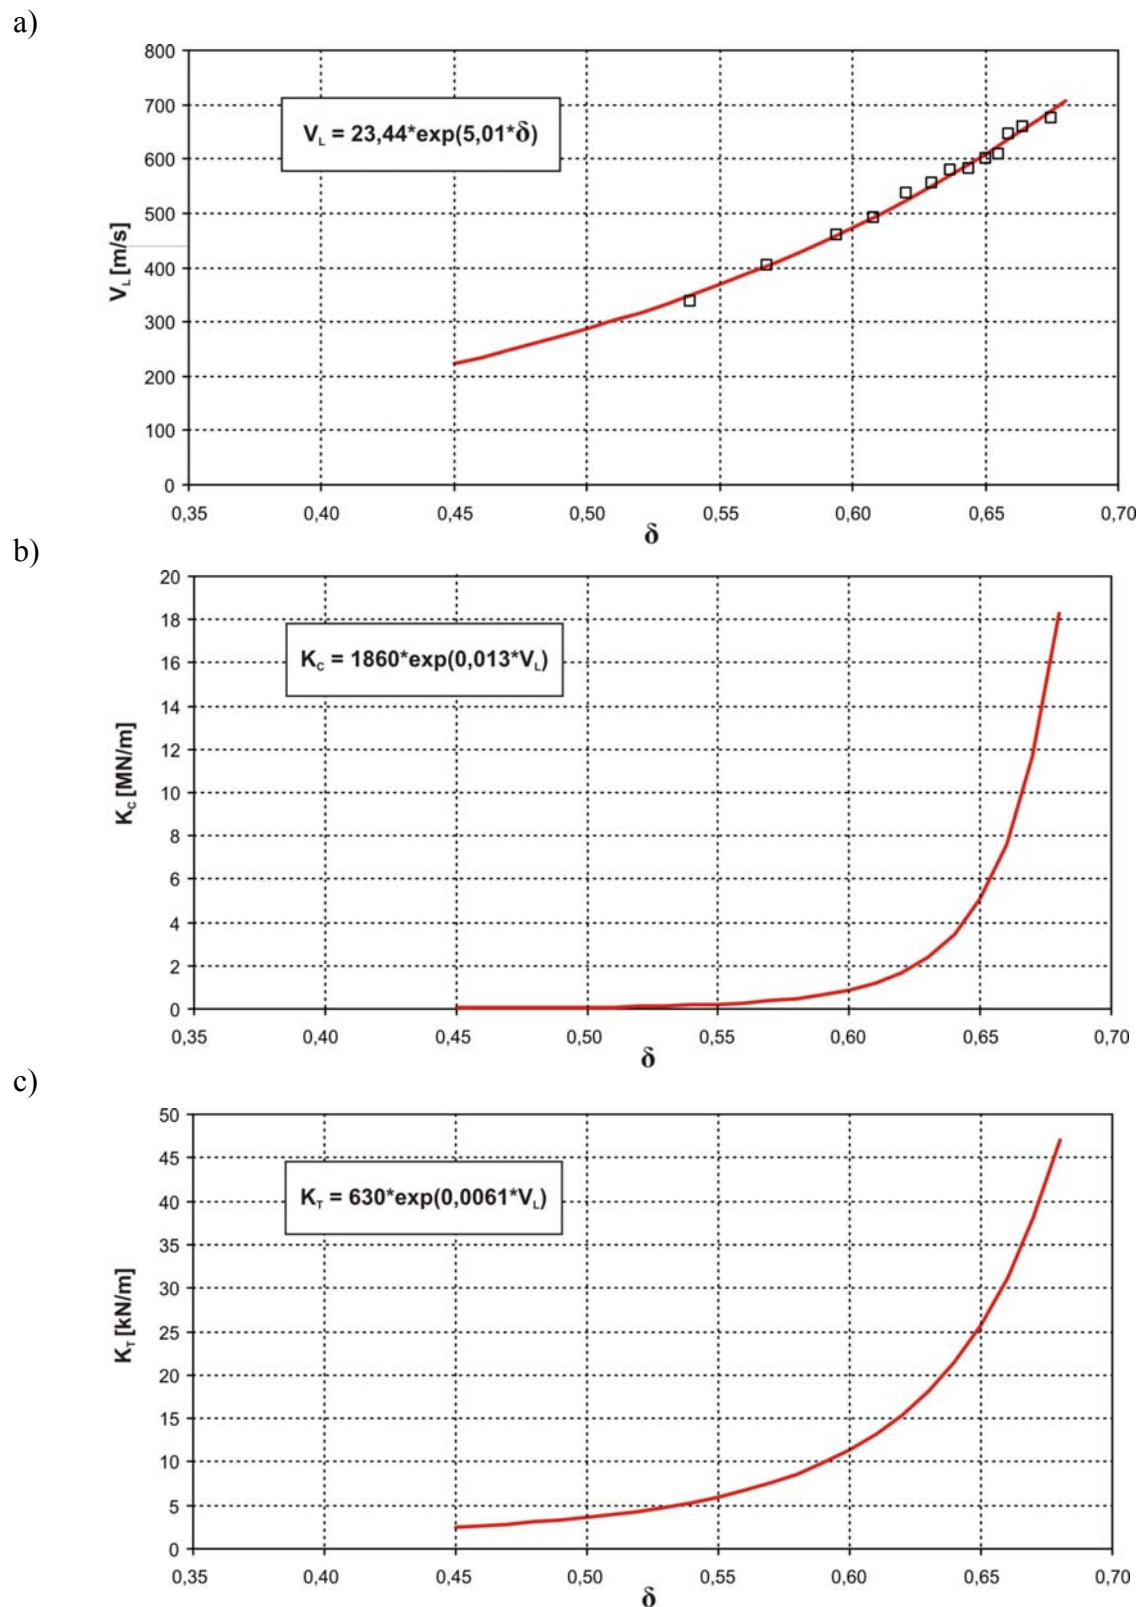 a)
800
700
600
500
400
300
200
100
0
V_L [m/s]
V_L = 23,44*exp(5,01*δ)
0,35 0,40 0,45 0,50 0,55 0,60 0,65 0,70
δ
b)
20
18
16
14
12
10
8
6
4
2
0
K_C [MN/m]
K_C = 1860*exp(0,013*V_L)
0,35 0,40 0,45 0,50 0,55 0,60 0,65 0,70
δ
c)
50
45
40
35
30
25
20
15
10
5
0
K_T [kN/m]
K_T = 630*exp(0,0061*V_L)
0,35 0,40 0,45 0,50 0,55 0,60 0,65 0,70
δ